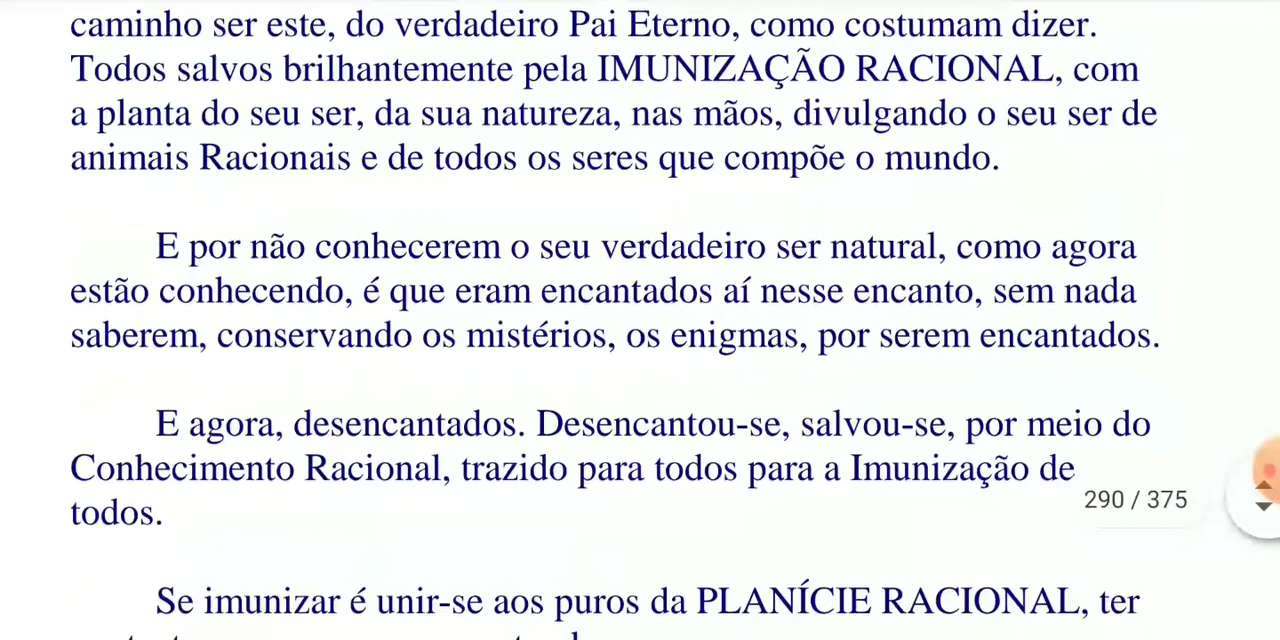 caminho ser este, do verdadeiro Pai Eterno, como costumam dizer.
Todos salvos brilhantemente pela IMUNIZAÇÃO RACIONAL, com
a planta do seu ser, da sua natureza, nas mãos, divulgando o seu ser de
animais Racionais e de todos os seres que compõe o mundo.
E por não conhecerem o seu verdadeiro ser natural, como agora
estão conhecendo, é que eram encantados aí nesse encanto, sem nada
saberem, conservando os mistérios, os enigmas, por serem encantados.
E agora, desencantados. Desencantou-se, salvou-se, por meio do
Conhecimento Racional, trazido para todos para a Imunização de
todos.
290 / 375
Se imunizar é unir-se aos puros da PLANÍCIE RACIONAL, ter